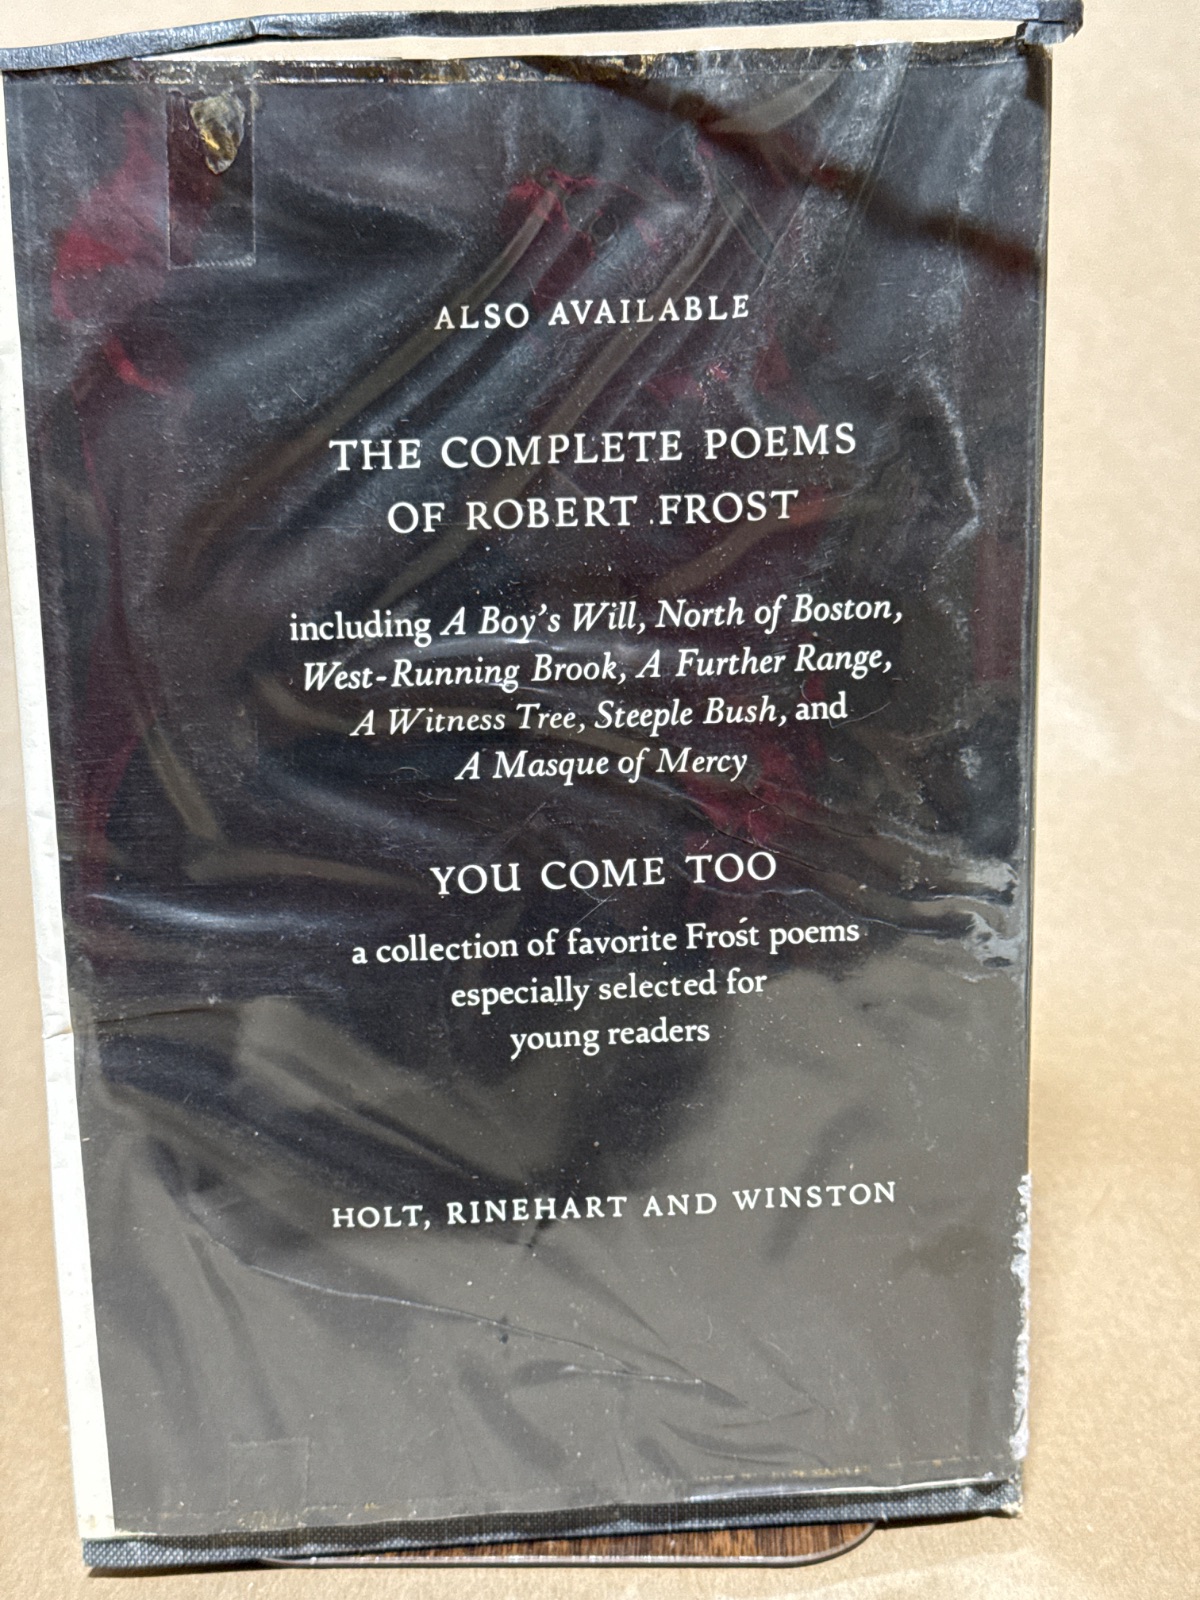 ALSO AVAILABLE
THE COMPLETE POEMS
OF ROBERT FROST
including A Boy's Will, North of Boston,
West-Running Brook, A Further Range,
A Witness Tree, Steeple Bush, and
A Masque of Mercy
YOU COME TOO
a collection of favorite Frost poems
especially selected for
young readers
HOLT, RINEHART AND WINSTON